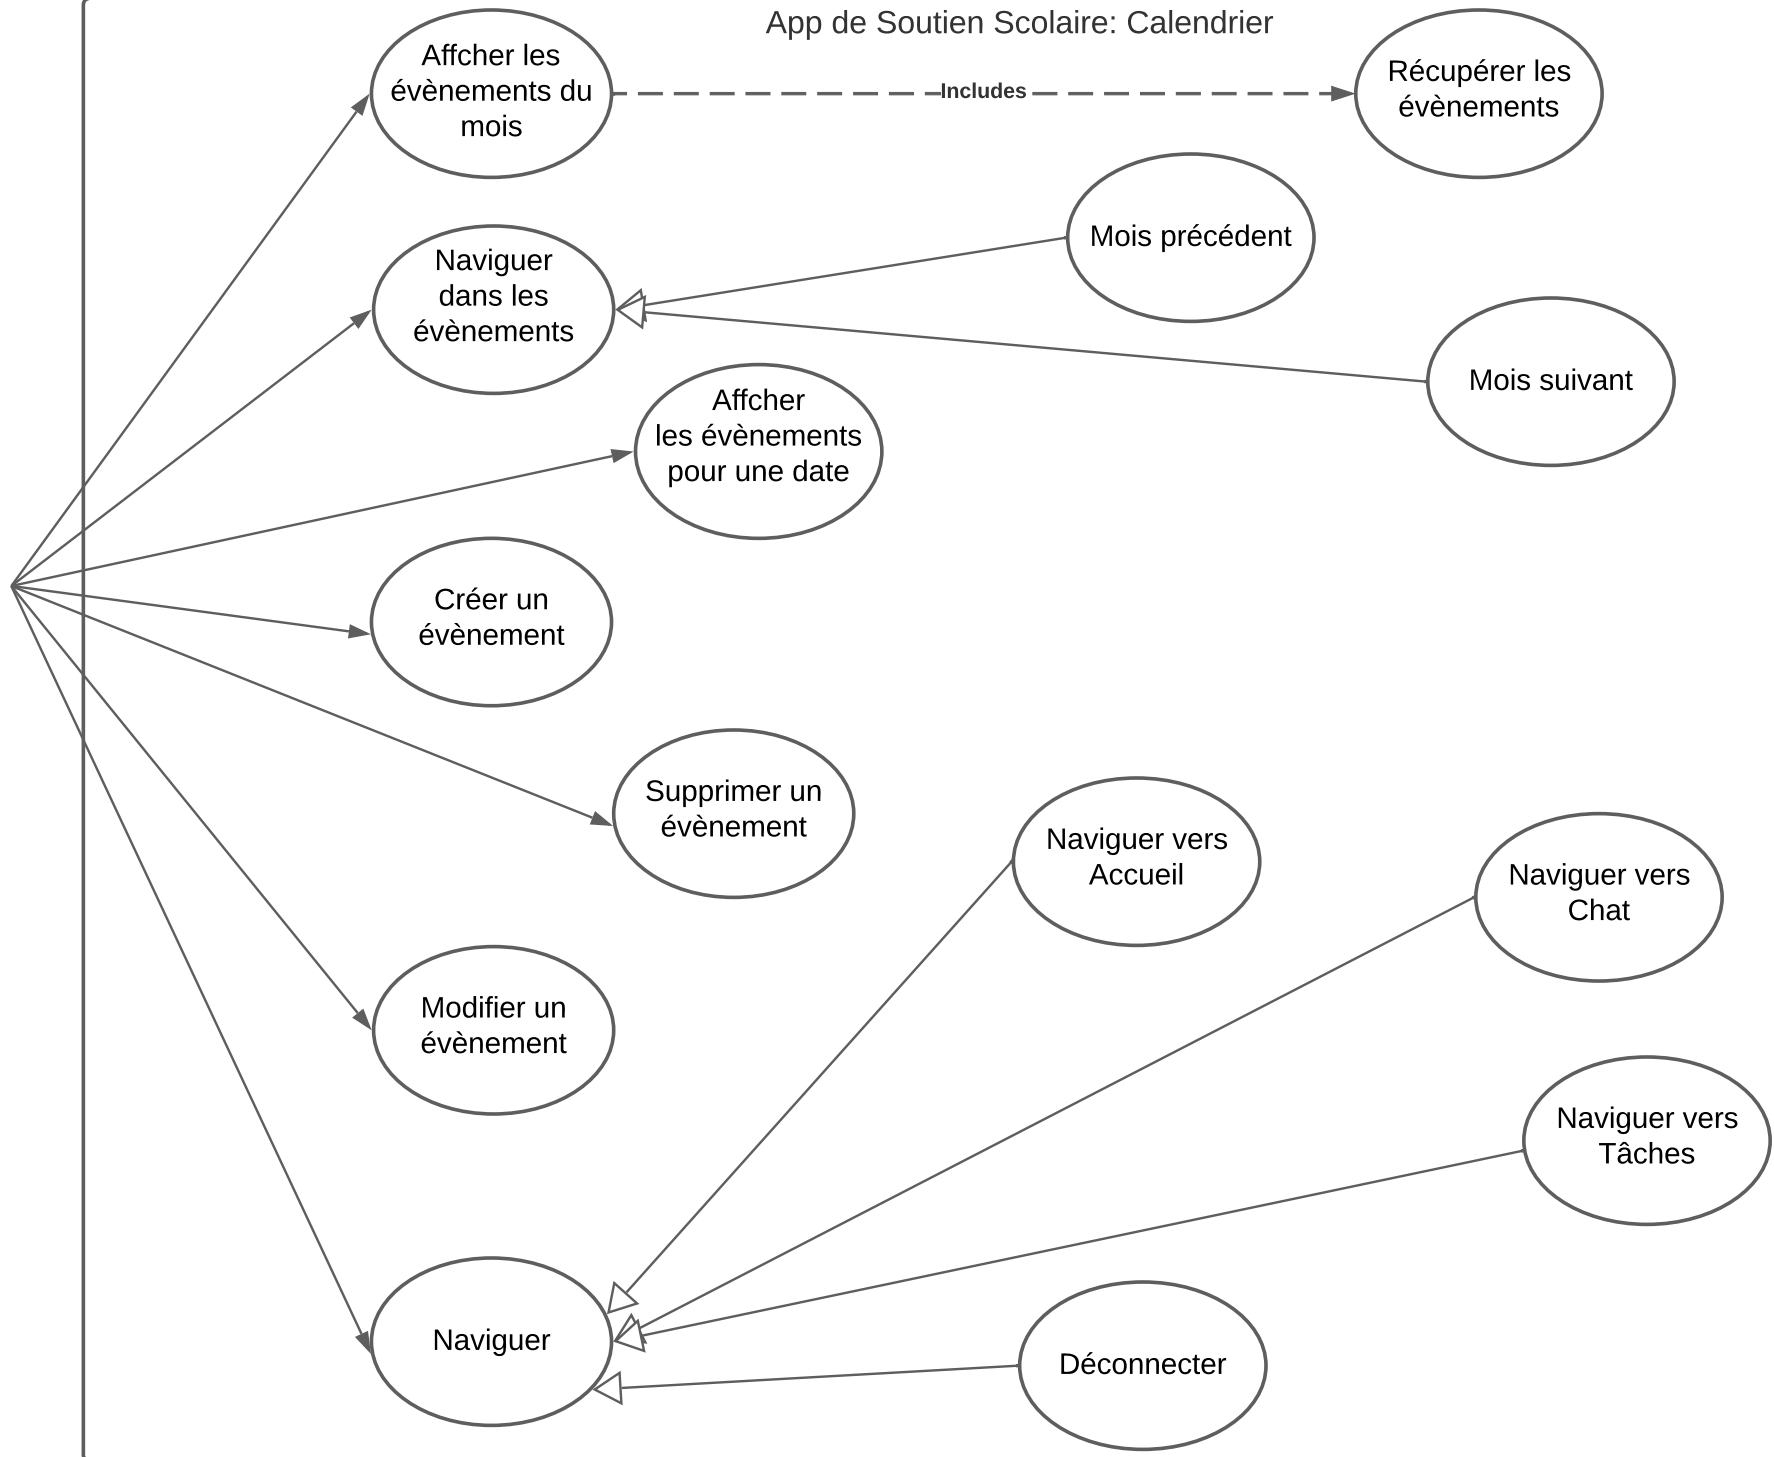 App de Soutien Scolaire: Calendrier
Affcher les
évènements du
mois
Includes
Récupérer les
évènements
Mois précédent
Naviguer
dans les
évènements
Mois suivant
Affcher
les évènements
pour une date
Créer un
évènement
Supprimer un
évènement
Naviguer vers
Accueil
Naviguer vers
Chat
Modifier un
évènement
Naviguer vers
Tâches
Naviguer
Déconnecter